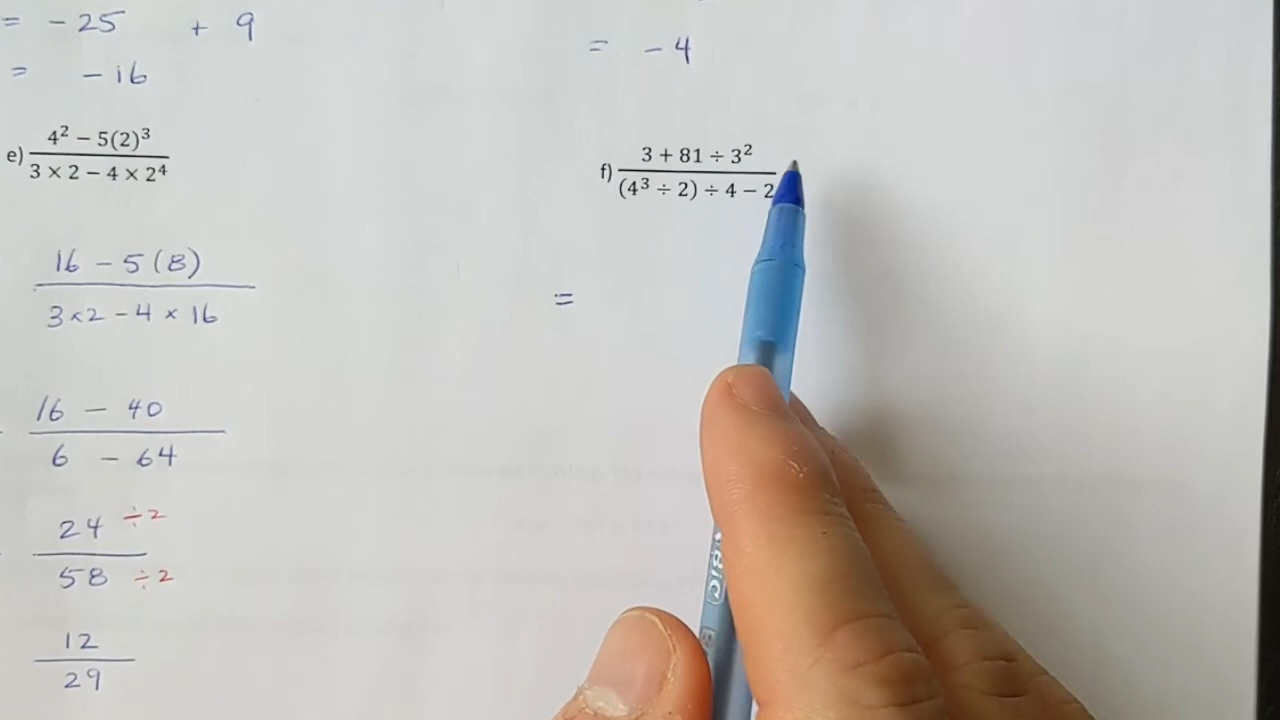 = -25 + 9
= -16
e) 4² − 5(2)³
3 × 2 − 4 × 2⁴
16 - 5(8)
3×2 - 4 × 16
16 - 40
6 - 64
24 ÷2
58 ÷2
12
29
= -4
f) 3 + 81 ÷ 3²
(4³ ÷ 2) ÷ 4 − 2
=
BIC